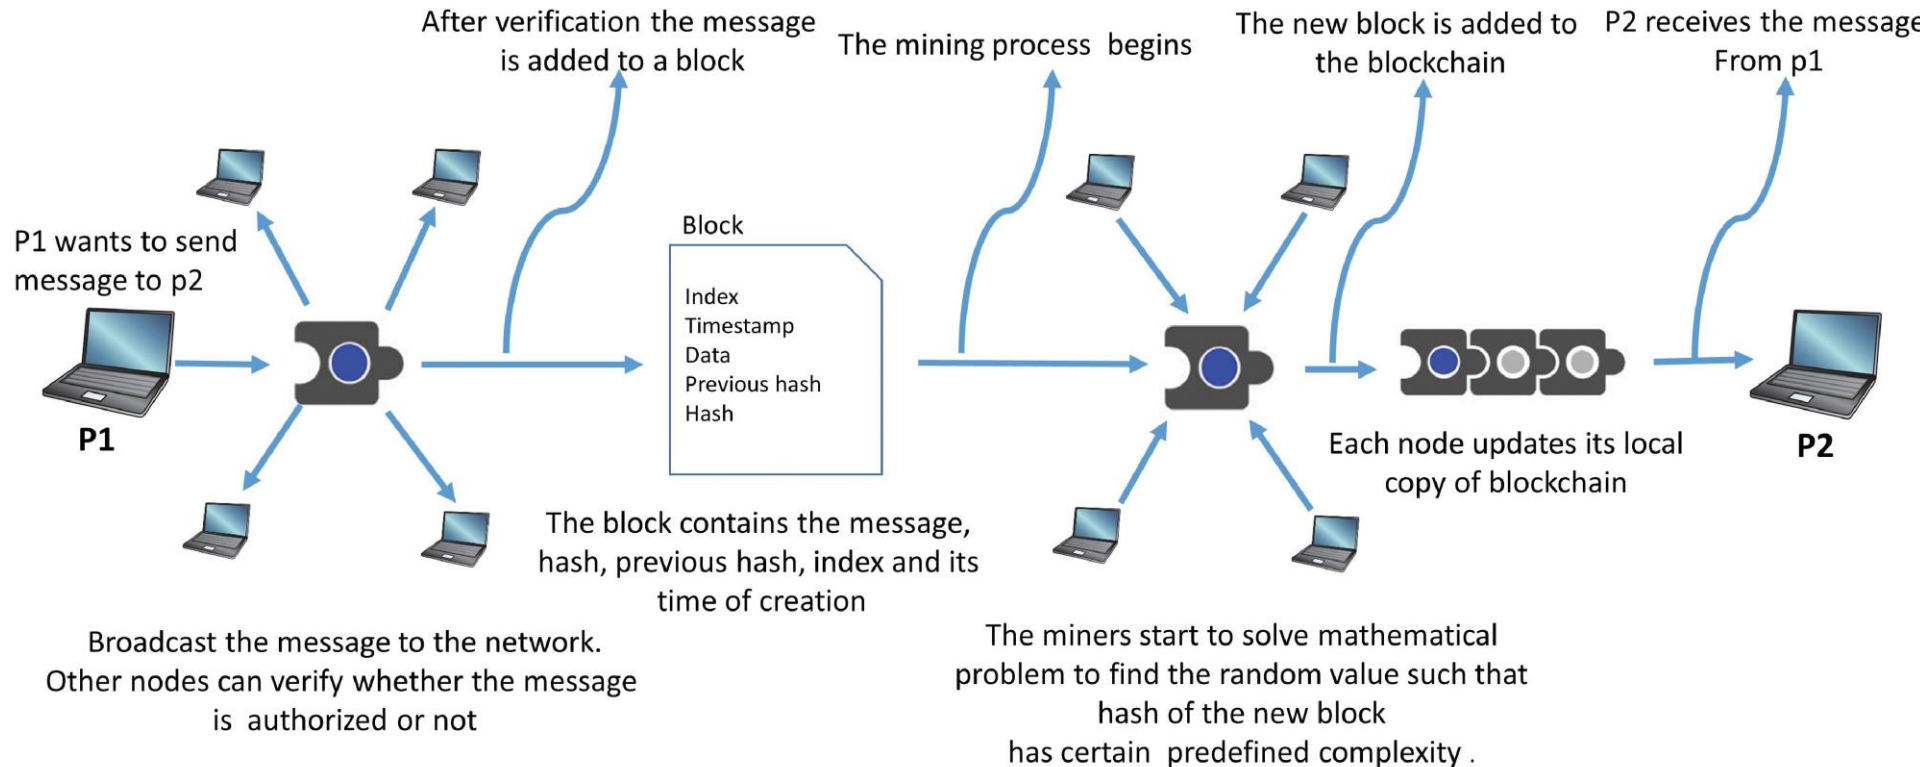 After verification the message
is added to a block
The mining process begins
The new block is added to
the blockchain
P2 receives the message
From p1
P1 wants to send
message to p2
P1
Block
Index
Timestamp
Data
Previous hash
Hash
The block contains the message,
hash, previous hash, index and its
time of creation
Each node updates its local
copy of blockchain
P2
Broadcast the message to the network.
Other nodes can verify whether the message
is authorized or not
The miners start to solve mathematical
problem to find the random value such that
hash of the new block
has certain predefined complexity .